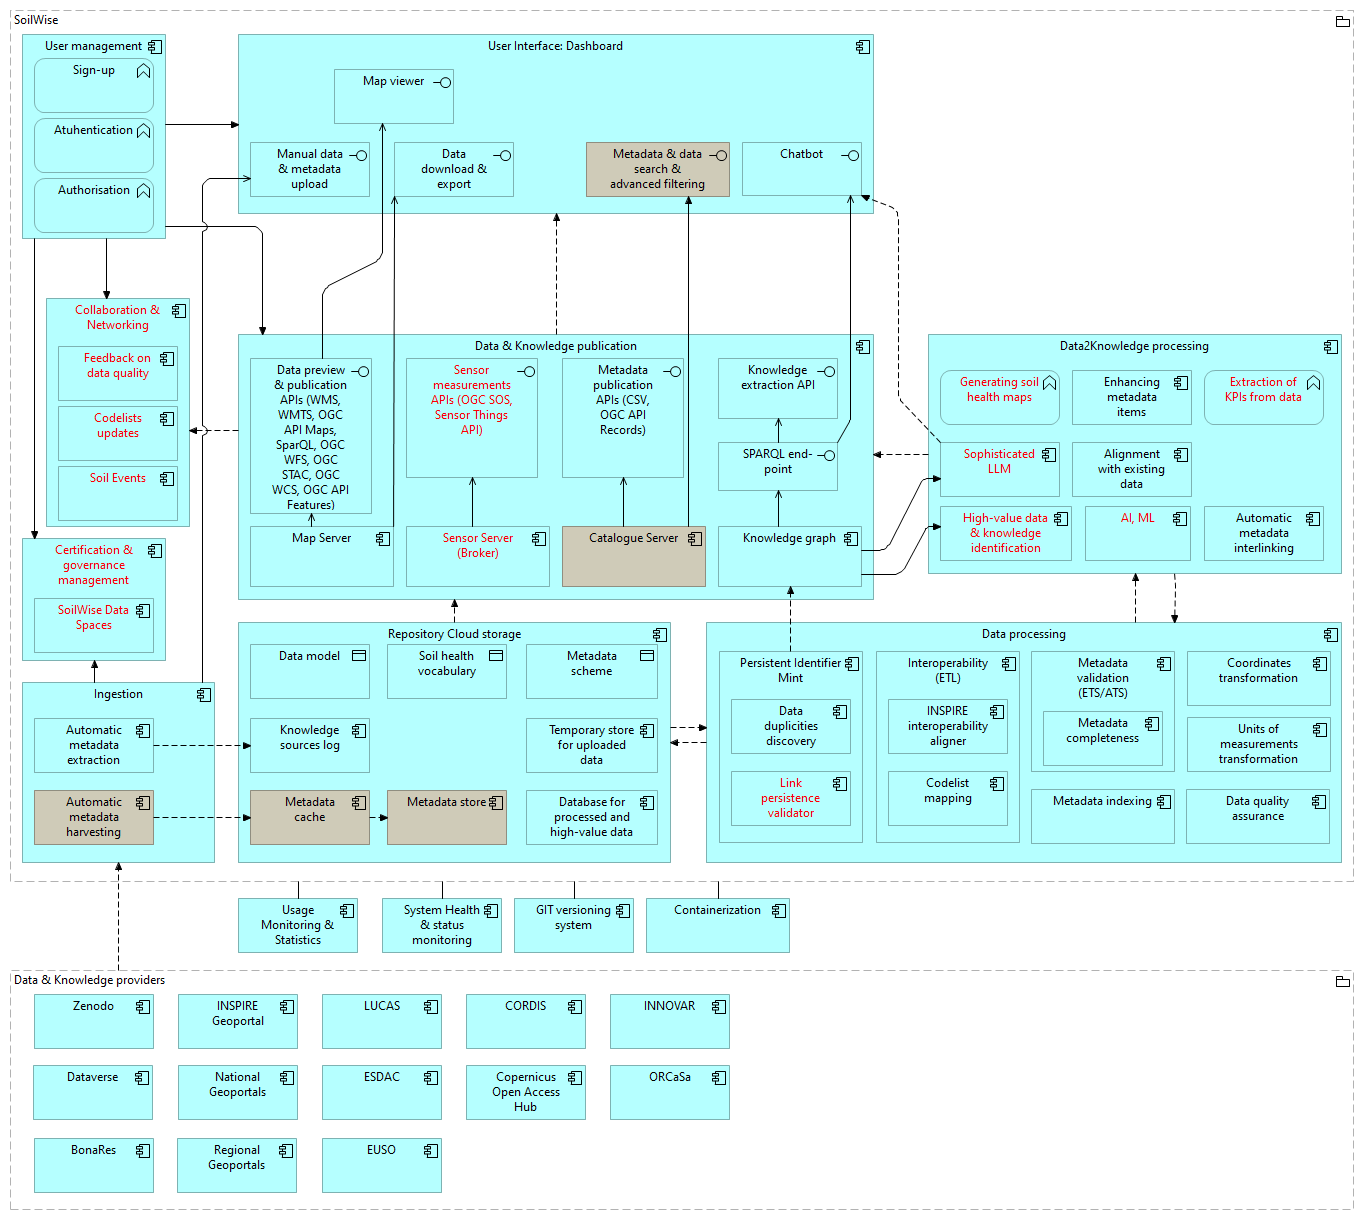 SoilWise
User management
Sign-up
Atuhentication
Authorisation
User Interface: Dashboard
Map viewer
Manual data
& metadata
upload
Data
download &
export
Metadata & data
search &
advanced filtering
Chatbot
Collaboration &
Networking
Feedback on
data quality
Codelists
updates
Soil Events
Certification &
governance
management
SoilWise Data
Spaces
Data & Knowledge publication
Data preview
& publication
APIs (WMS,
WMTS, OGC
API Maps,
SparQL, OGC
WFS, OGC
STAC, OGC
WCS, OGC API
Features)
Sensor
measurements
APIs (OGC SOS,
Sensor Things
API)
Metadata
publication
APIs (CSV,
OGC API
Records)
Knowledge
extraction API
SPARQL end-
point
Map Server
Sensor Server
(Broker)
Catalogue Server
Knowledge graph
Data2Knowledge processing
Generating soil
health maps
Enhancing
metadata
items
Extraction of
KPIs from data
Sophisticated
LLM
Alignment
with existing
data
High-value data
& knowledge
identification
AI, ML
Automatic
metadata
interlinking
Ingestion
Automatic
metadata
extraction
Automatic
metadata
harvesting
Repository Cloud storage
Data model
Soil health
vocabulary
Metadata
scheme
Knowledge
sources log
Temporary store
for uploaded
data
Metadata
cache
Metadata store
Database for
processed and
high-value data
Data processing
Persistent Identifier
Mint
Data
duplicities
discovery
Link
persistence
validator
Interoperability
(ETL)
INSPIRE
interoperability
aligner
Codelist
mapping
Metadata
validation
(ETS/ATS)
Metadata
completeness
Metadata indexing
Coordinates
transformation
Units of
measurements
transformation
Data quality
assurance
Usage
Monitoring &
Statistics
System Health
& status
monitoring
GIT versioning
system
Containerization
Data & Knowledge providers
Zenodo
INSPIRE
Geoportal
LUCAS
CORDIS
INNOVAR
Dataverse
National
Geoportals
ESDAC
Copernicus
Open Access
Hub
ORCaSa
BonaRes
Regional
Geoportals
EUSO